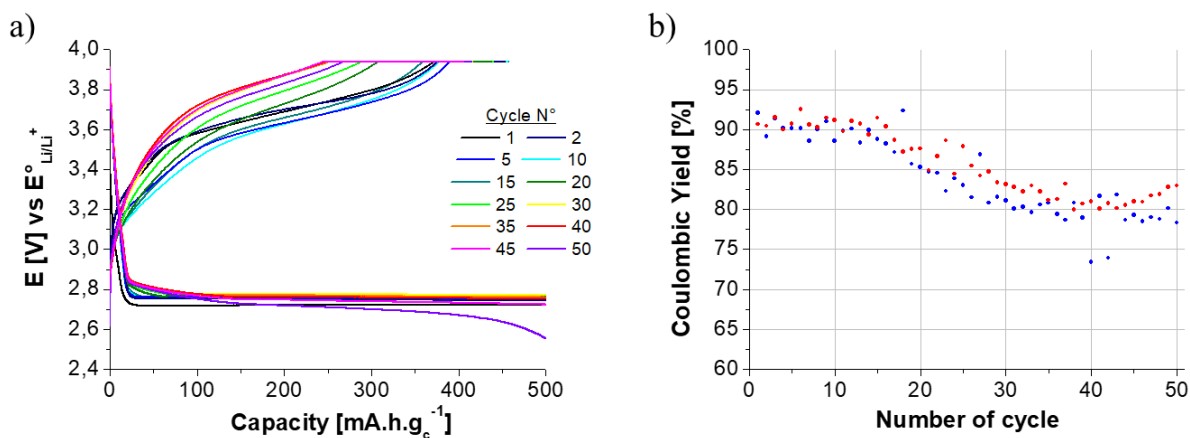 a)
b)
4,0
3,8
3,6
3,4
3,2
3,0
2,8
2,6
2,4
E [V] vs E° Li/Li+
0 100 200 300 400 500
Capacity [mA.h.gc-1]
Cycle N°
1 2
5 10
15 20
25 30
35 40
45 50
100
95
90
85
80
75
70
65
60
Coulombic Yield [%]
0 10 20 30 40 50
Number of cycle